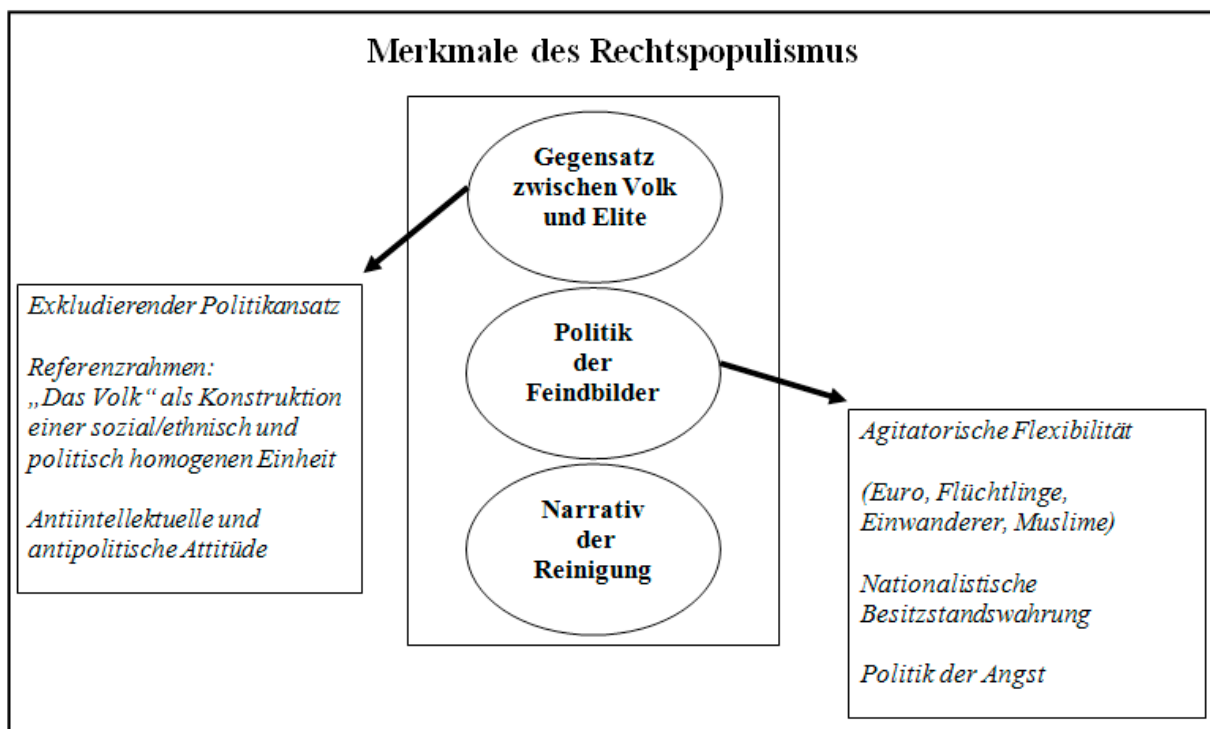 Merkmale des Rechtspopulismus
Gegensatz
zwischen Volk
und Elite
Exkludierender Politikansatz
Referenzrahmen:
„Das Volk“ als Konstruktion
einer sozial/ethnisch und
politisch homogenen Einheit
Antiintellektuelle und
antipolitische Attitüde
Politik
der
Feindbilder
Agitatorische Flexibilität
(Euro, Flüchtlinge,
Einwanderer, Muslime)
Nationalistische
Besitzstandswahrung
Politik der Angst
Narrativ
der
Reinigung